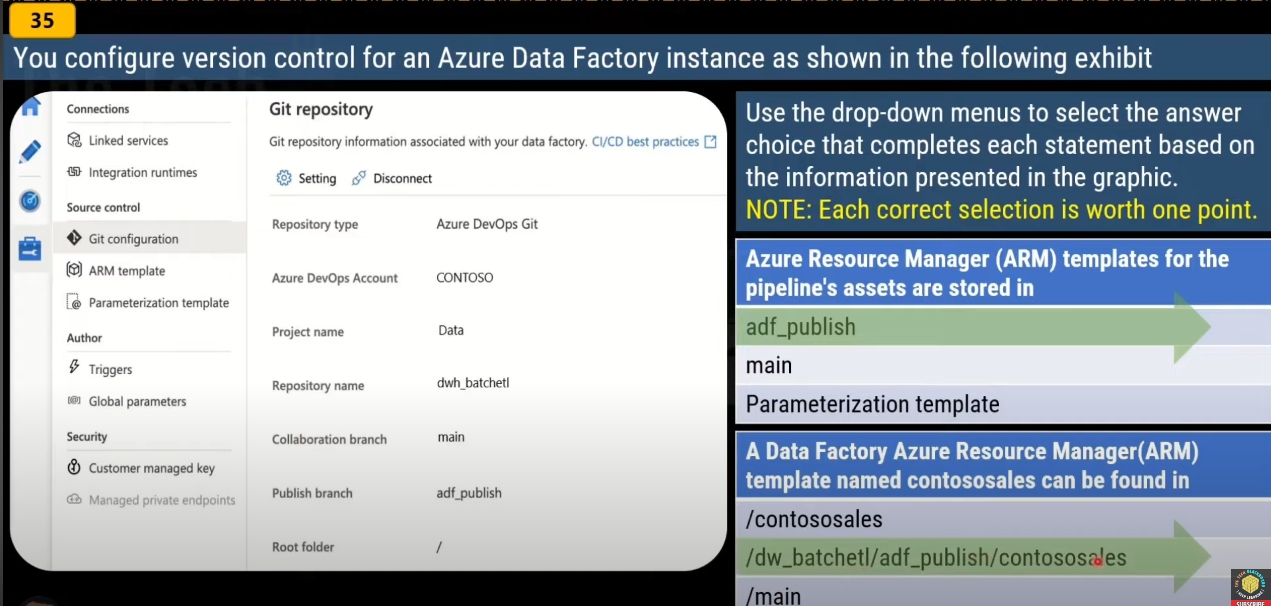 35
You configure version control for an Azure Data Factory instance as shown in the following exhibit
Connections
Linked services
Integration runtimes
Source control
Git configuration
ARM template
Parameterization template
Author
Triggers
Global parameters
Security
Customer managed key
Managed private endpoints
Git repository
Git repository information associated with your data factory. CI/CD best practices
Setting Disconnect
Repository type Azure DevOps Git
Azure DevOps Account CONTOSO
Project name Data
Repository name dwh_batchetl
Collaboration branch main
Publish branch adf_publish
Root folder /
Use the drop-down menus to select the answer
choice that completes each statement based on
the information presented in the graphic.
NOTE: Each correct selection is worth one point.
Azure Resource Manager (ARM) templates for the
pipeline's assets are stored in
adf_publish
main
Parameterization template
A Data Factory Azure Resource Manager(ARM)
template named contososales can be found in
/contososales
/dw_batchetl/adf_publish/contososales
/main
SUBSCRIBE